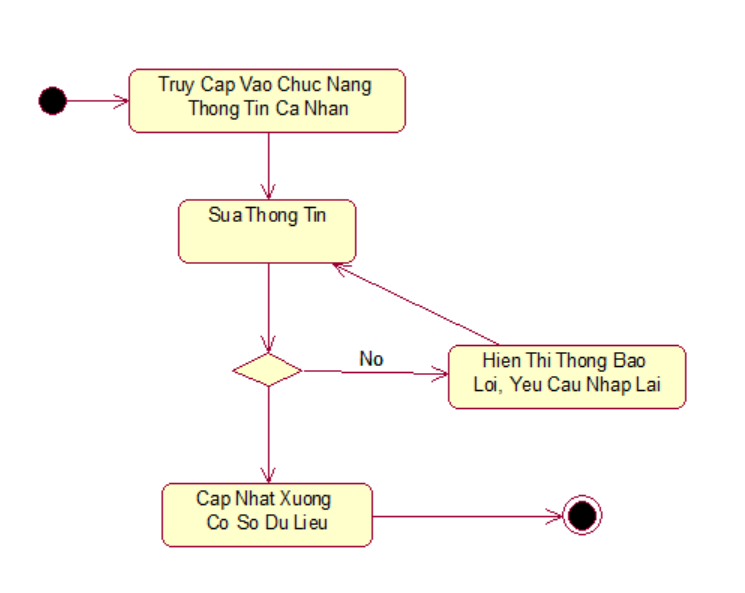 Truy Cap Vao Chuc Nang
Thong Tin Ca Nhan
Sua Thong Tin
No
Hien Thi Thong Bao
Loi, Yeu Cau Nhap Lai
Cap Nhat Xuong
Co So Du Lieu